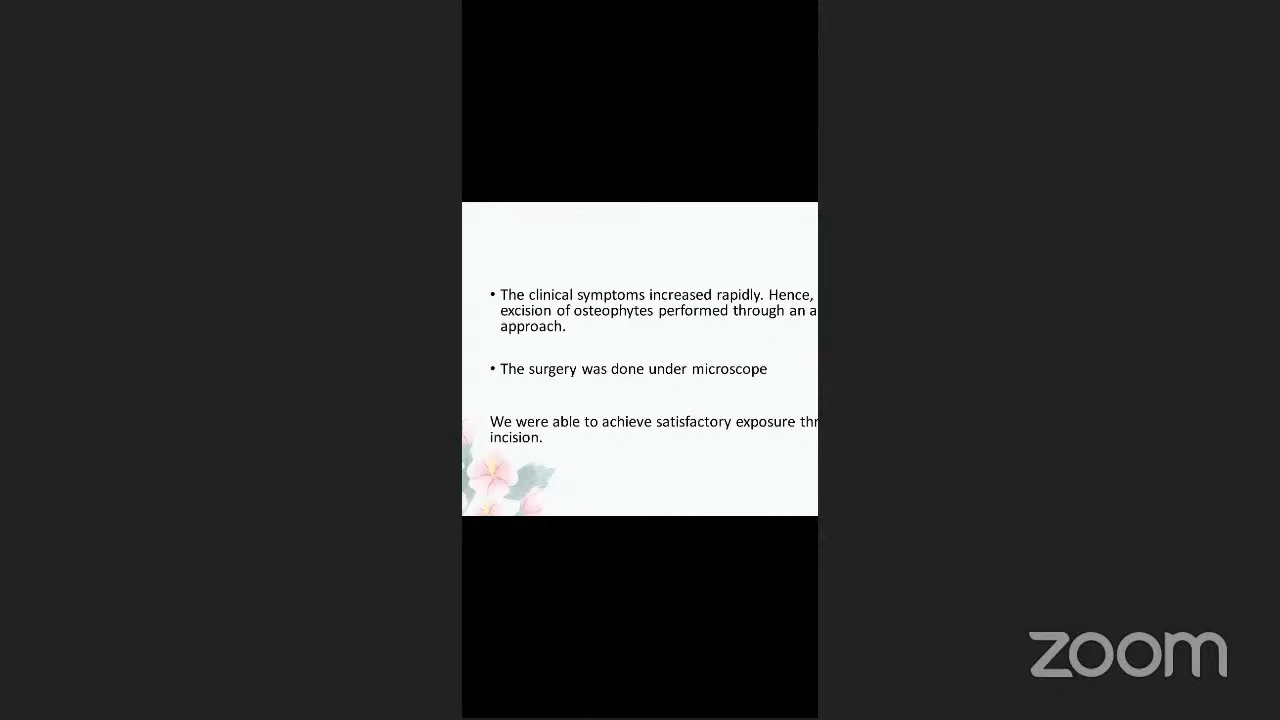 • The clinical symptoms increased rapidly. Hence,
excision of osteophytes performed through an a
approach.
• The surgery was done under microscope
We were able to achieve satisfactory exposure thr
incision.
zoom